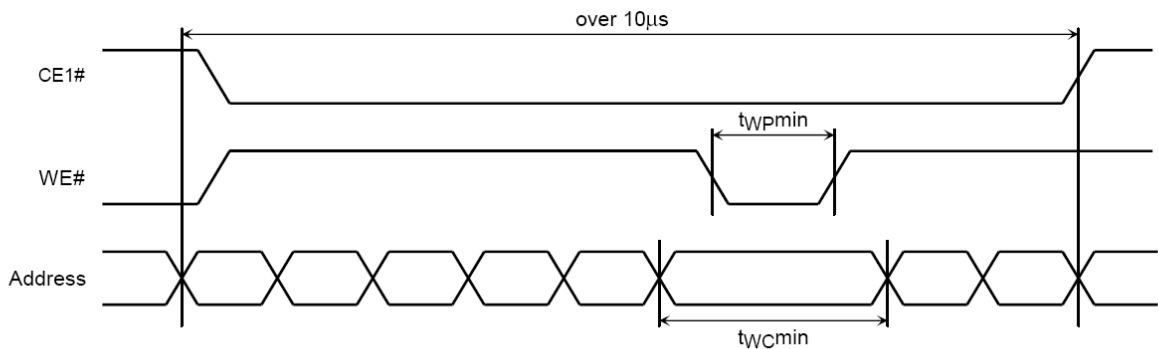 over 10μs
CE1#
tWPmin
WE#
Address
tWCmin